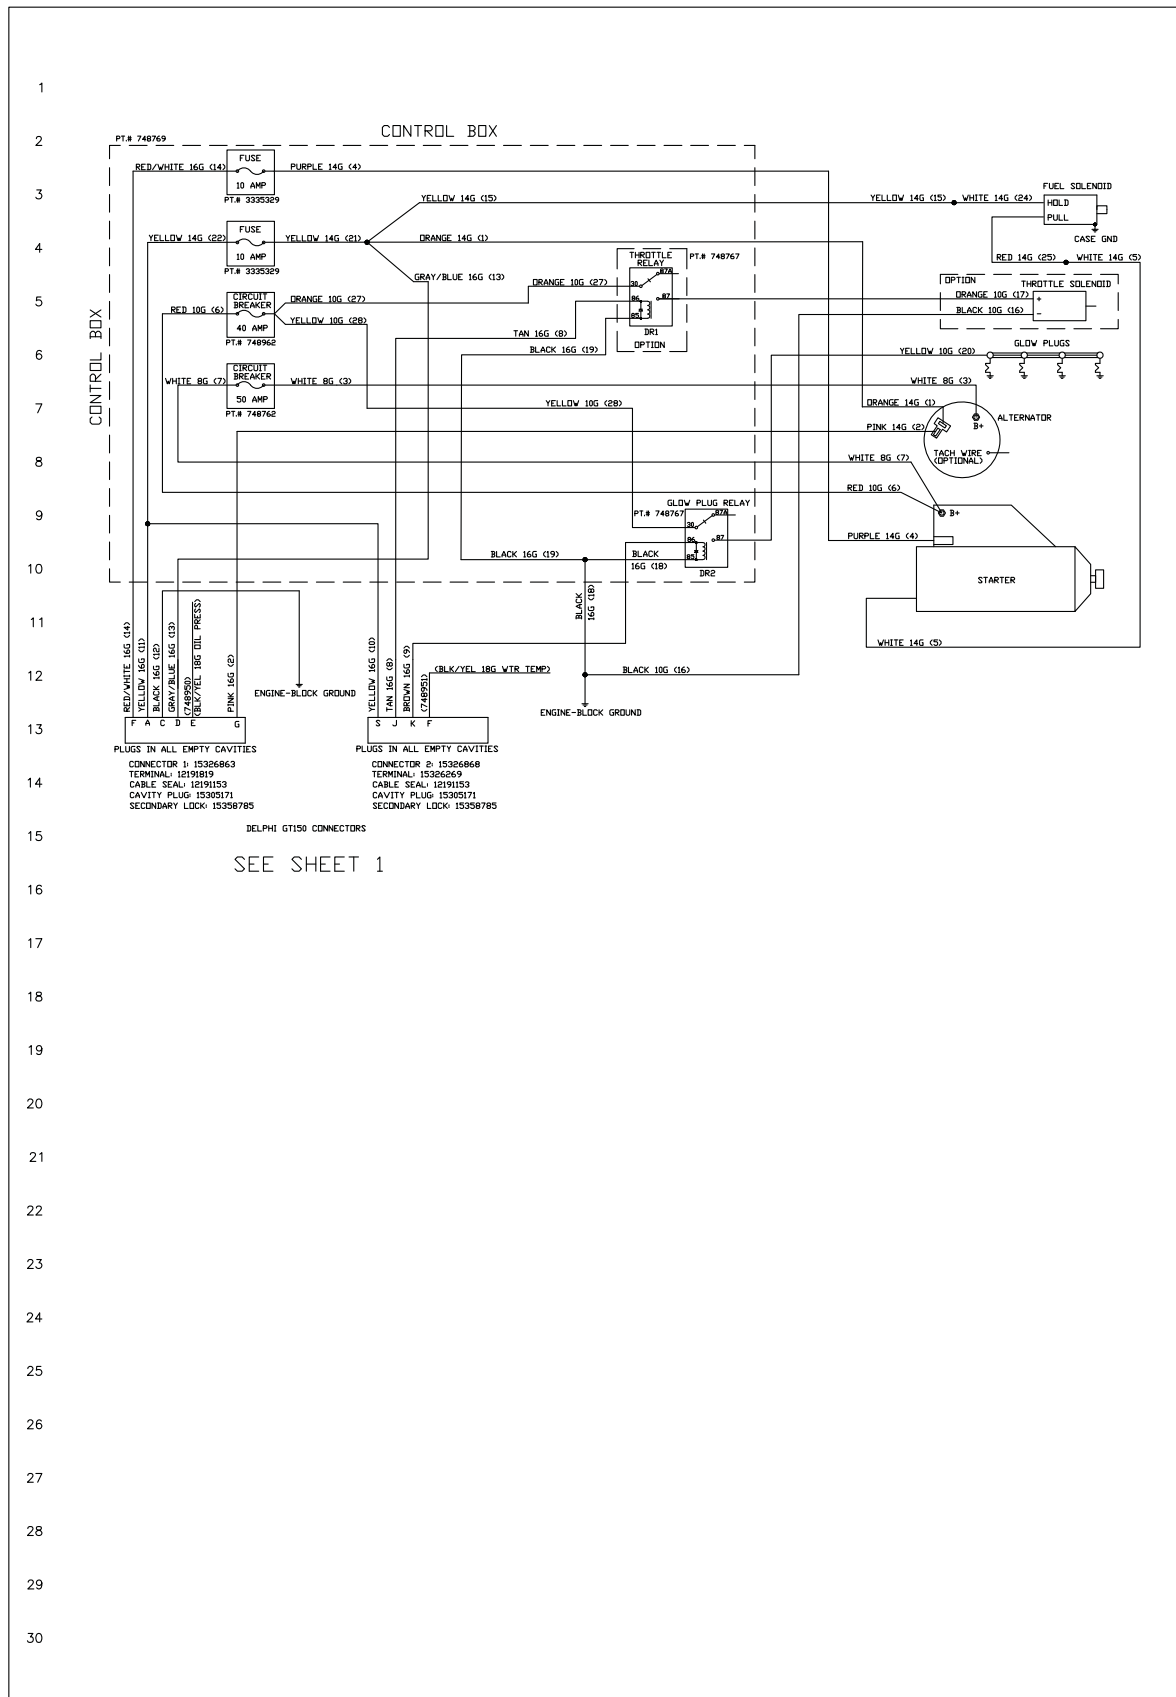 1
2
PT.# 748769
CONTROL BOX
RED/WHITE 16G (14)
FUSE
10 AMP
PT.# 3335329
PURPLE 14G (4)
3
YELLOW 14G (15)
YELLOW 14G (15)
WHITE 14G (24)
FUEL SOLENOID
HOLD
PULL
CASE GND
4
YELLOW 14G (22)
FUSE
10 AMP
PT.# 3335329
YELLOW 14G (21)
ORANGE 14G (1)
GRAY/BLUE 16G (13)
THROTTLE
RELAY
PT.# 748767
RED 14G (25)
WHITE 14G (5)
5
CONTROL BOX
RED 10G (6)
CIRCUIT
BREAKER
40 AMP
PT.# 748962
ORANGE 10G (27)
YELLOW 10G (28)
ORANGE 10G (27)
30
87A
87
86
85
DR1
OPTION
TAN 16G (8)
BLACK 16G (19)
OPTION
THROTTLE SOLENOID
ORANGE 10G (17)
+
BLACK 10G (16)
-
6
GLOW PLUGS
YELLOW 10G (20)
WHITE 8G (7)
CIRCUIT
BREAKER
50 AMP
PT.# 748762
WHITE 8G (3)
WHITE 8G (3)
7
YELLOW 10G (28)
ORANGE 14G (1)
PINK 14G (2)
B+
ALTERNATOR
TACH WIRE
(OPTIONAL)
8
WHITE 8G (7)
RED 10G (6)
9
GLOW PLUG RELAY
PT.# 748767
87A
30
86
87
85
DR2
B+
PURPLE 14G (4)
BLACK 16G (19)
BLACK
16G (18)
10
STARTER
BLACK
16G (18)
11
WHITE 14G (5)
RED/WHITE 16G (14)
YELLOW 16G (11)
BLACK 16G (12)
GRAY/BLUE 16G (13)
(748950)
(BLK/YEL 18G OIL PRESS)
PINK 16G (2)
ENGINE-BLOCK GROUND
YELLOW 16G (10)
TAN 16G (8)
BROWN 16G (9)
(748951)
(BLK/YEL 18G WTR TEMP)
BLACK 10G (16)
12
ENGINE-BLOCK GROUND
13
F A C D E G
S J K F
PLUGS IN ALL EMPTY CAVITIES
PLUGS IN ALL EMPTY CAVITIES
CONNECTOR 1: 15326863
TERMINAL: 12191819
CABLE SEAL: 12191153
CAVITY PLUG: 15305171
SECONDARY LOCK: 15358785
CONNECTOR 2: 15326868
TERMINAL: 15326269
CABLE SEAL: 12191153
CAVITY PLUG: 15305171
SECONDARY LOCK: 15358785
14
DELPHI GT150 CONNECTORS
15
SEE SHEET 1
16
17
18
19
20
21
22
23
24
25
26
27
28
29
30